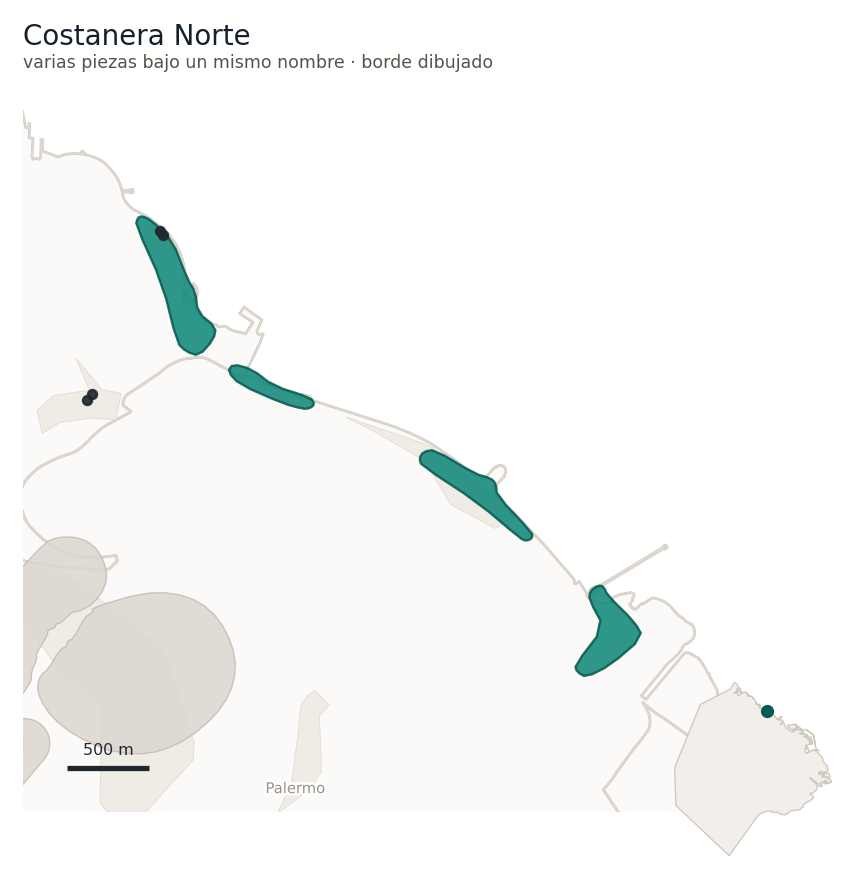 Costanera Norte
varias piezas bajo un mismo nombre · borde dibujado
500 m
Palermo